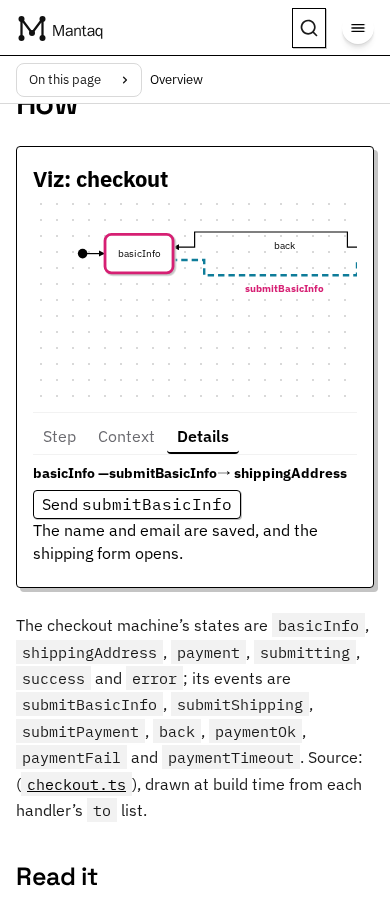 Mantaq
On this page
Overview
How
Viz: checkout
basicInfo
back
submitBasicInfo
Step Context Details
basicInfo —submitBasicInfo→ shippingAddress
Send submitBasicInfo
The name and email are saved, and the
shipping form opens.
The checkout machine’s states are basicInfo,
shippingAddress, payment, submitting,
success and error; its events are
submitBasicInfo, submitShipping,
submitPayment, back, paymentOk,
paymentFail and paymentTimeout. Source:
(checkout.ts), drawn at build time from each
handler’s to list.
Read it